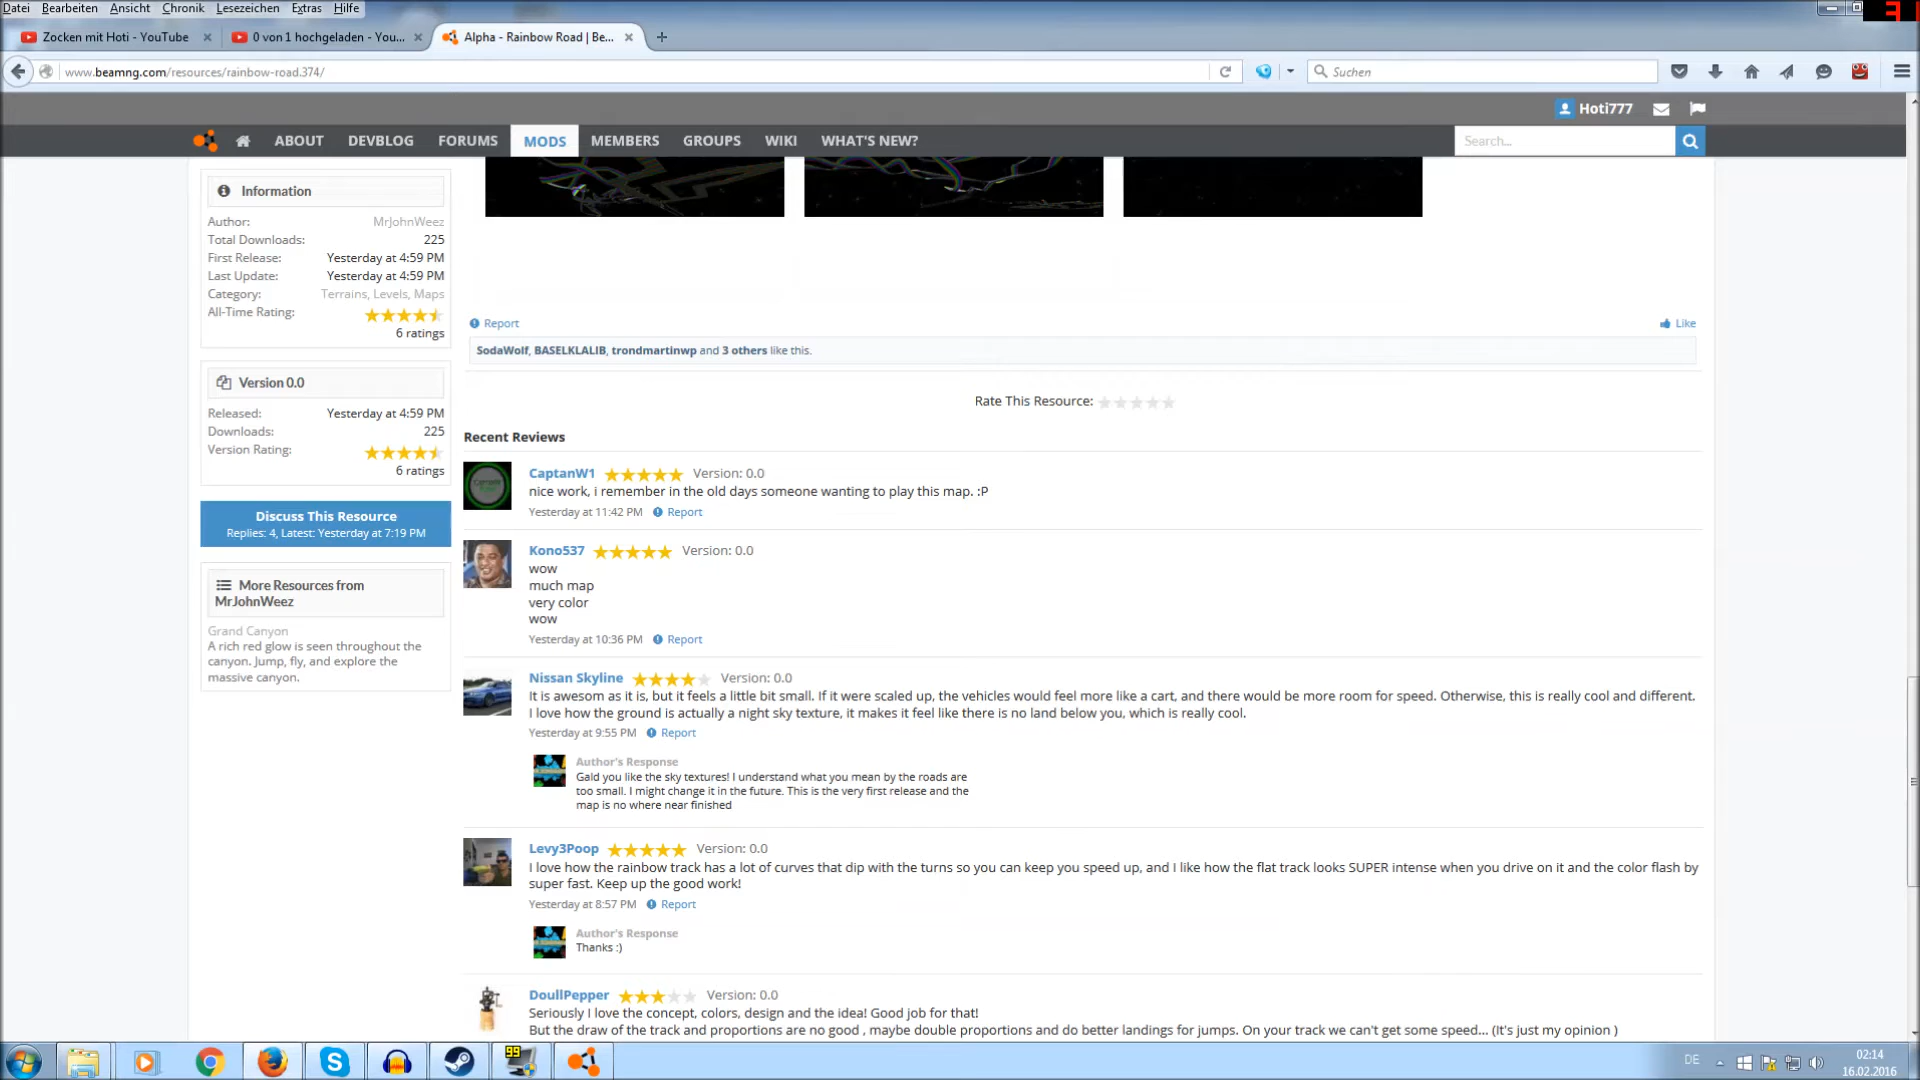 Datei Bearbeiten Ansicht Chronik Lesezeichen Extras Hilfe
Zocken mit Hoti - YouTube
0 von 1 hochgeladen - You...
Alpha - Rainbow Road | Be...
www.beamng.com/resources/rainbow-road.374/
Suchen
Hoti777
ABOUT DEVBLOG FORUMS MODS MEMBERS GROUPS WIKI WHAT'S NEW?
Search...
Information
Author: MrJohnWeez
Total Downloads: 225
First Release: Yesterday at 4:59 PM
Last Update: Yesterday at 4:59 PM
Category: Terrains, Levels, Maps
All-Time Rating:
6 ratings
Version 0.0
Released: Yesterday at 4:59 PM
Downloads: 225
Version Rating:
6 ratings
Discuss This Resource
Replies: 4, Latest: Yesterday at 7:19 PM
More Resources from
MrJohnWeez
Grand Canyon
A rich red glow is seen throughout the
canyon. Jump, fly, and explore the
massive canyon.
Report
Like
SodaWolf, BASELKLALIB, trondmartinwp and 3 others like this.
Rate This Resource:
Recent Reviews
CaptanW1 Version: 0.0
nice work, i remember in the old days someone wanting to play this map. :P
Yesterday at 11:42 PM Report
Kono537 Version: 0.0
wow
much map
very color
wow
Yesterday at 10:36 PM Report
Nissan Skyline Version: 0.0
It is awesom as it is, but it feels a little bit small. If it were scaled up, the vehicles would feel more like a cart, and there would be more room for speed. Otherwise, this is really cool and different.
I love how the ground is actually a night sky texture, it makes it feel like there is no land below you, which is really cool.
Yesterday at 9:55 PM Report
Author's Response
Gald you like the sky textures! I understand what you mean by the roads are
too small. I might change it in the future. This is the very first release and the
map is no where near finished
Levy3Poop Version: 0.0
I love how the rainbow track has a lot of curves that dip with the turns so you can keep you speed up, and I like how the flat track looks SUPER intense when you drive on it and the color flash by
super fast. Keep up the good work!
Yesterday at 8:57 PM Report
Author's Response
Thanks :)
DoullPepper Version: 0.0
Seriously I love the concept, colors, design and the idea! Good job for that!
But the draw of the track and proportions are no good , maybe double proportions and do better landings for jumps. On your track we can't get some speed... (It's just my opinion )
99
DE
02:14
16.02.2016